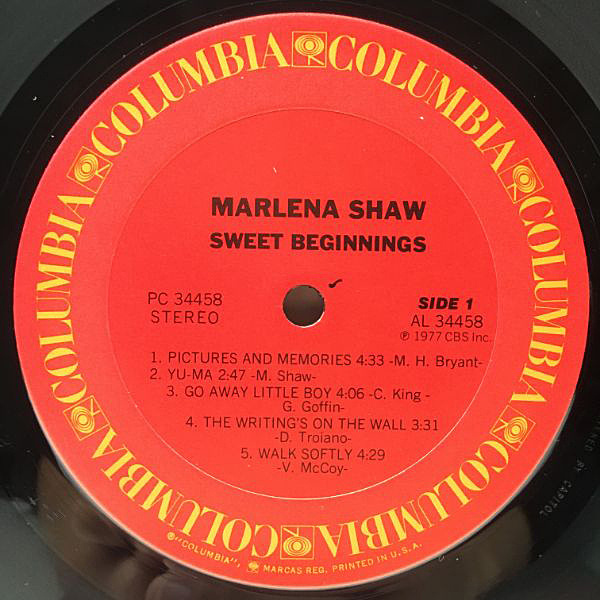 COLUMBIA COLUMBIA COLUMBIA COLUMBIA COLUMBIA COLUMBIA COLUMBIA COLUMBIA
MARLENA SHAW
SWEET BEGINNINGS
PC 34458
STEREO
SIDE 1
AL 34458
℗ 1977 CBS Inc.
1. PICTURES AND MEMORIES 4:33 -M. H. Bryant-
2. YU-MA 2:47 -M. Shaw-
3. GO AWAY LITTLE BOY 4:06 -C. King -
G. Goffin-
4. THE WRITING'S ON THE WALL 3:31
-D. Troiano-
5. WALK SOFTLY 4:29
-V. McCoy-
®"COLUMBIA", MARCAS REG. PRINTED IN U.S.A.
BY CAPITOL